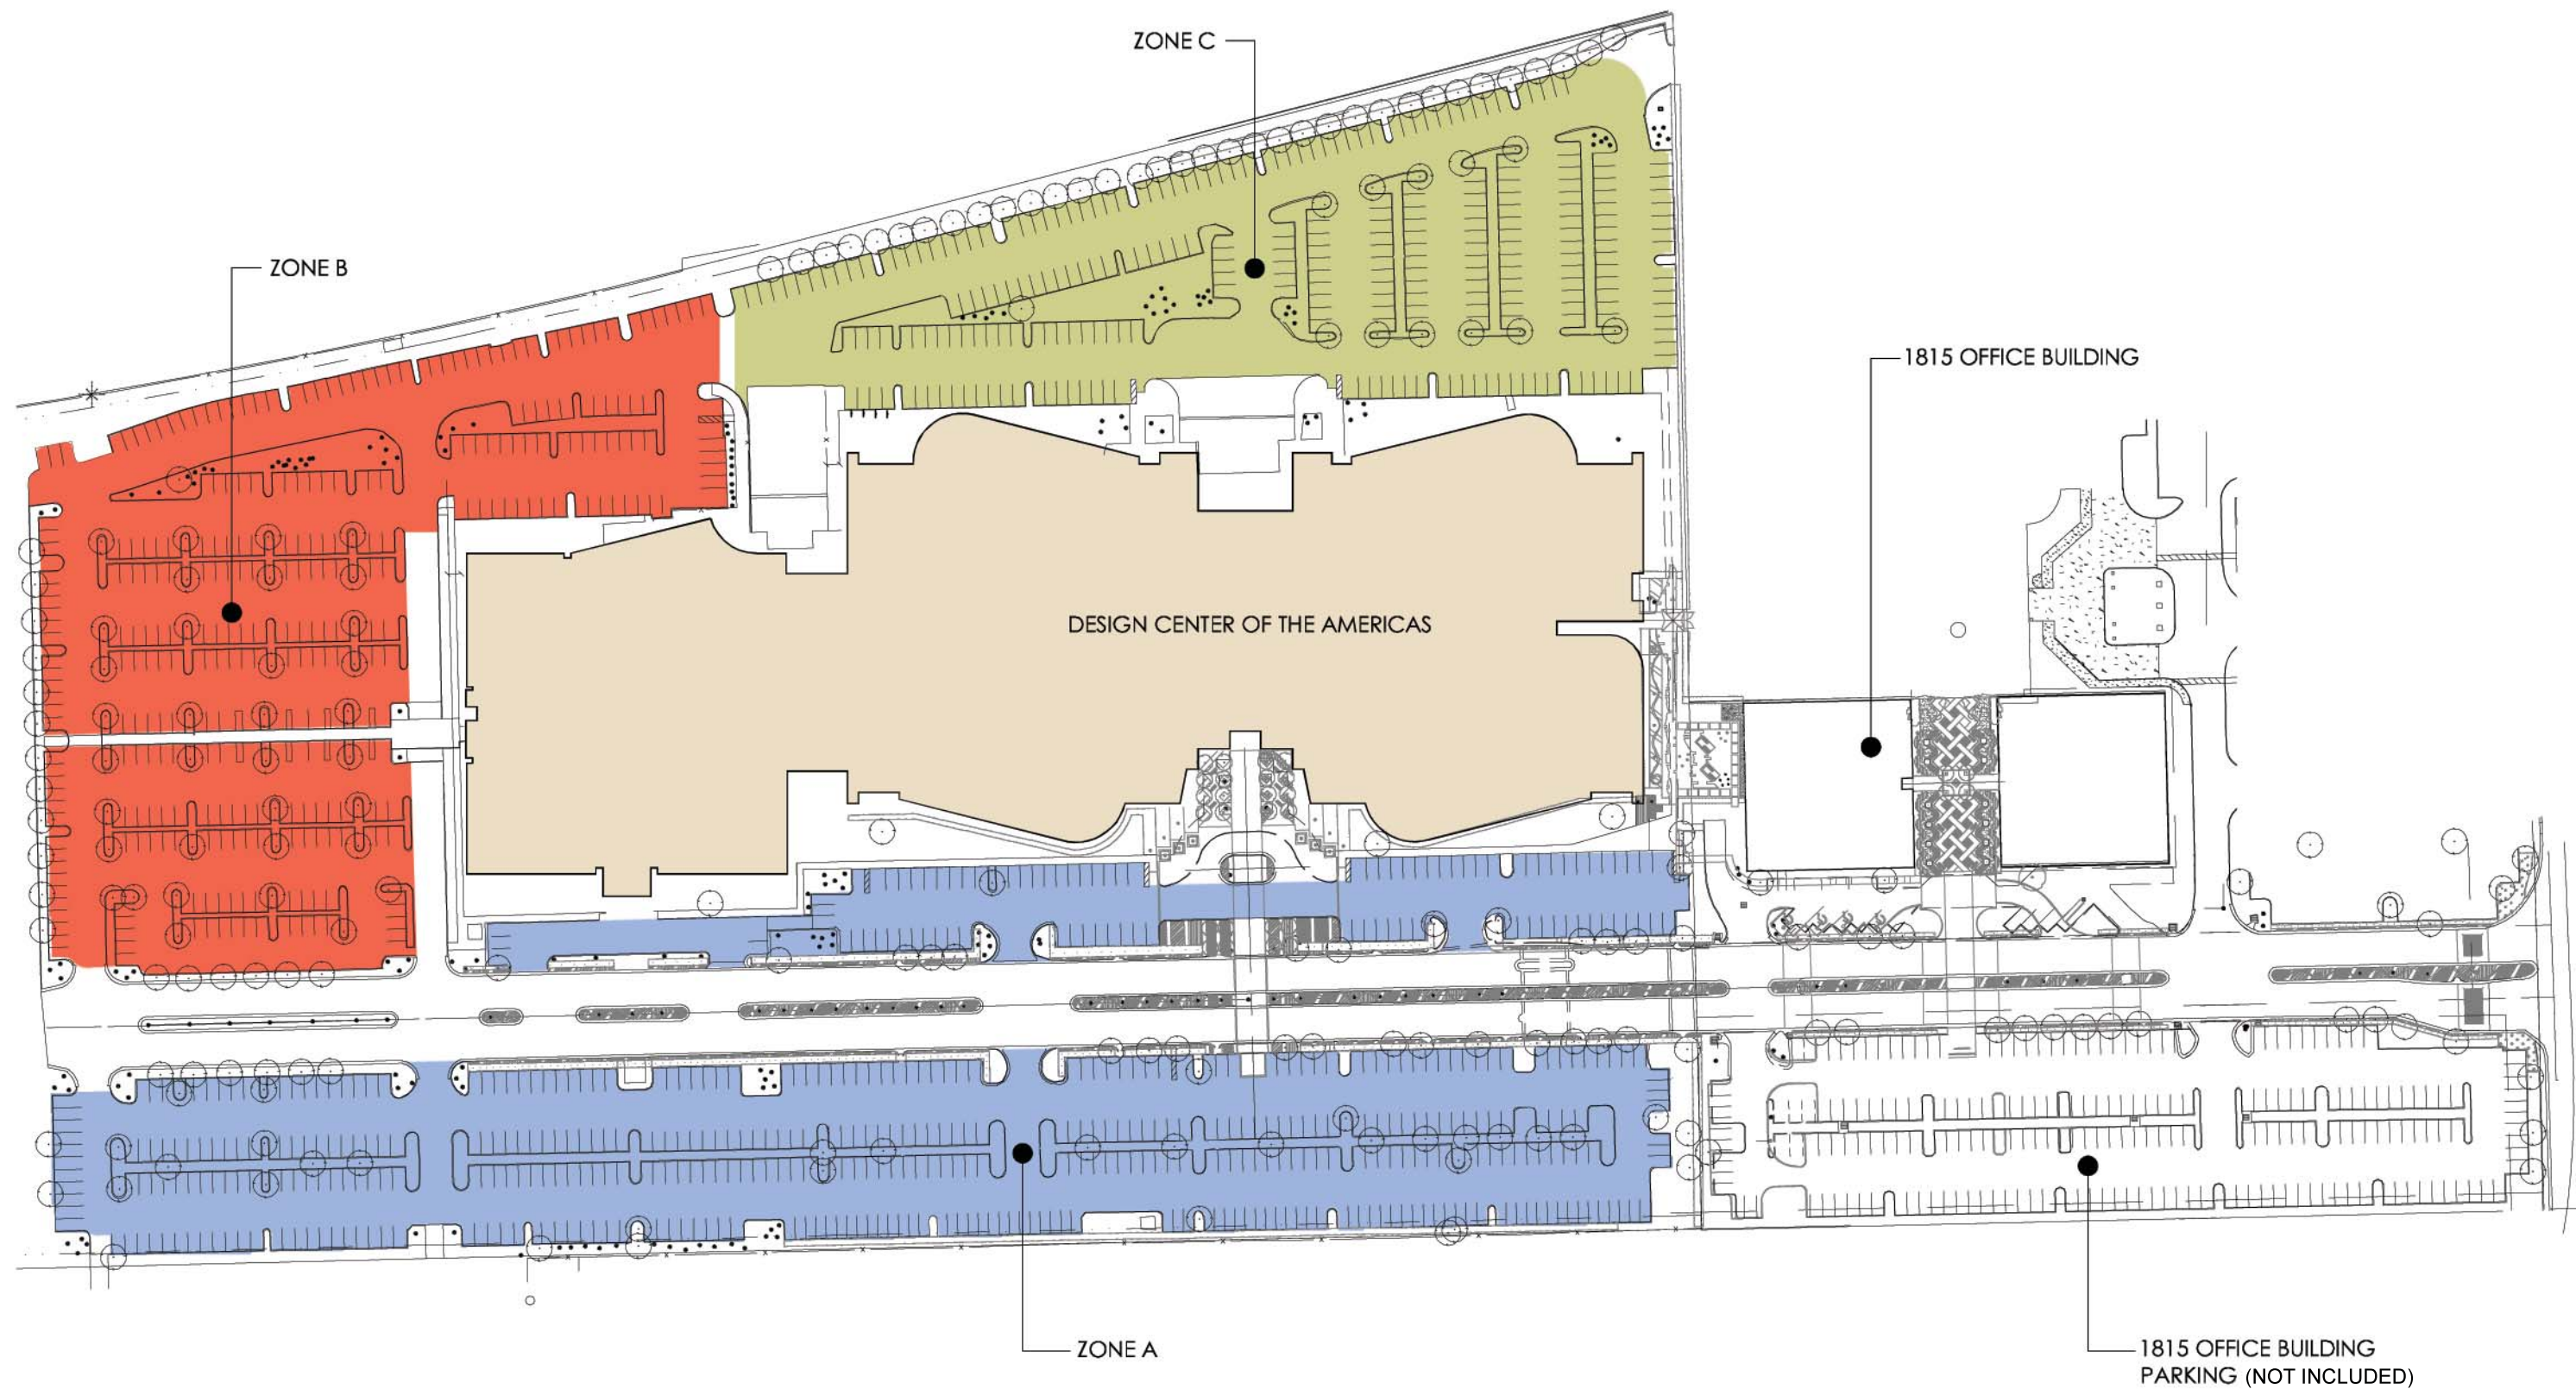 ZONE C
ZONE B
1815 OFFICE BUILDING
DESIGN CENTER OF THE AMERICAS
ZONE A
1815 OFFICE BUILDING
PARKING (NOT INCLUDED)